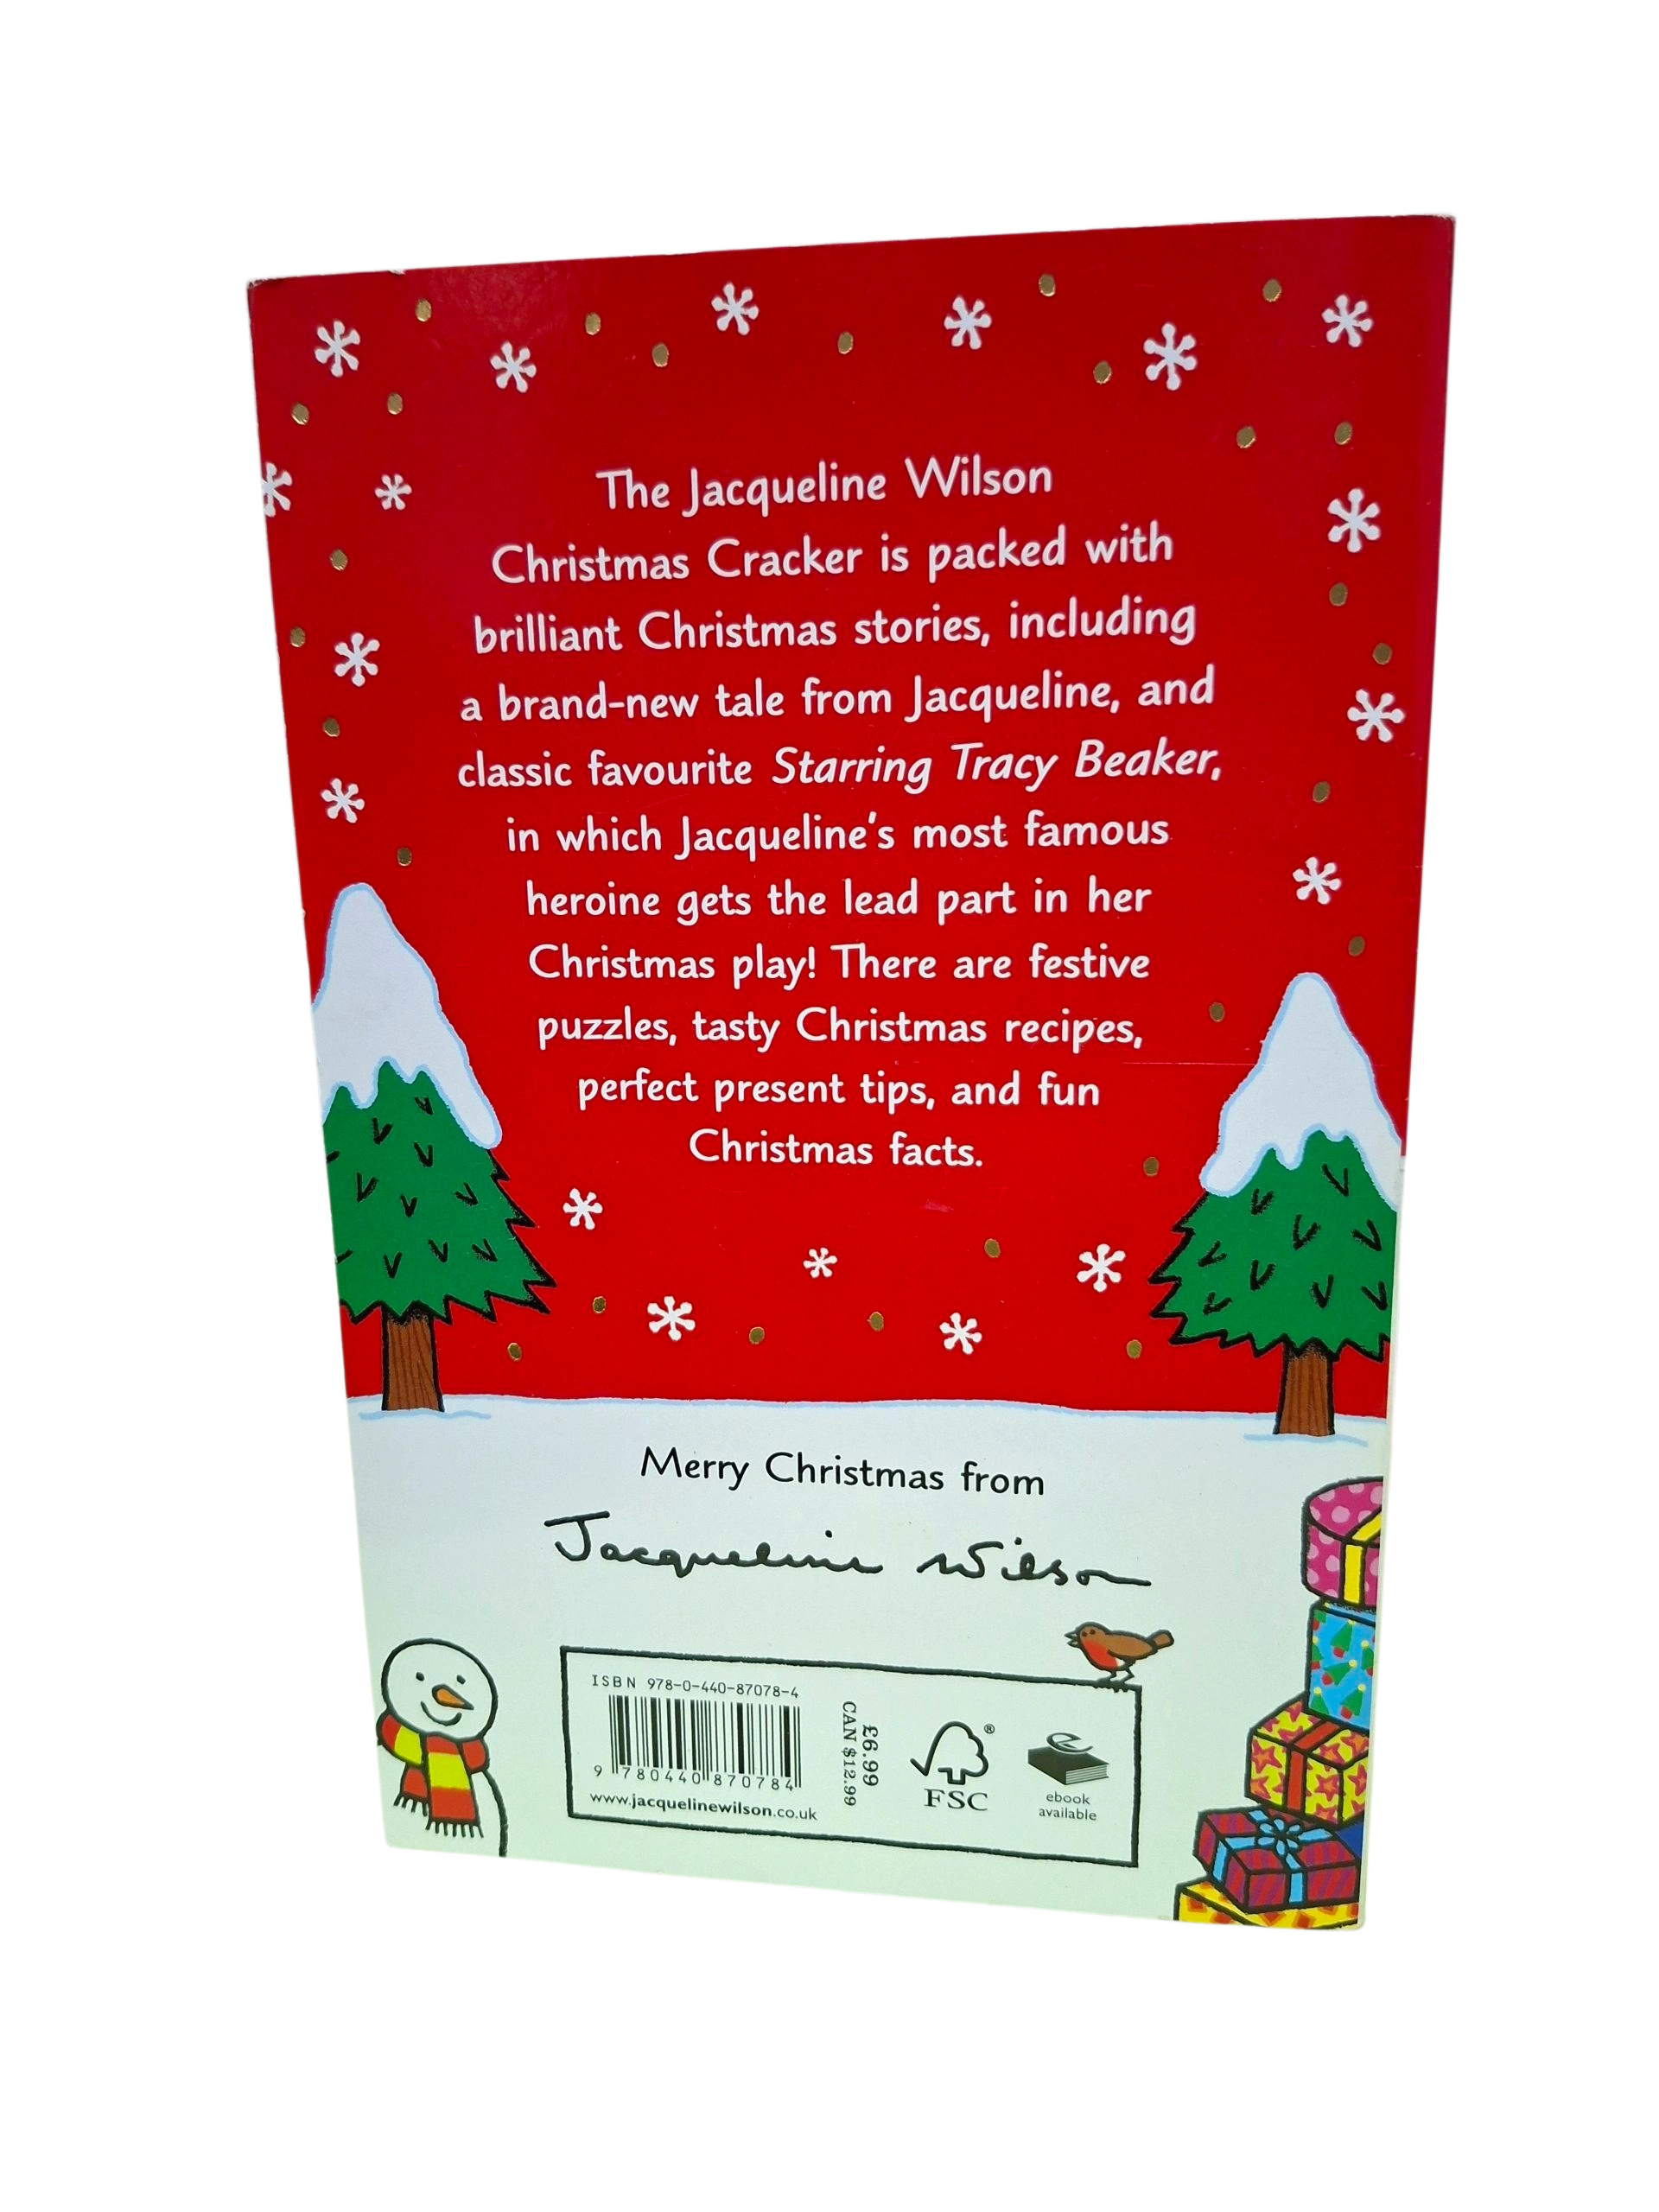 The Jacqueline Wilson
Christmas Cracker is packed with
brilliant Christmas stories, including
a brand-new tale from Jacqueline, and
classic favourite Starring Tracy Beaker,
in which Jacqueline's most famous
heroine gets the lead part in her
Christmas play! There are festive
puzzles, tasty Christmas recipes,
perfect present tips, and fun
Christmas facts.
Merry Christmas from
Jacqueline Wilson
ISBN 978-0-440-87078-4
9 780440 870784
www.jacquelinewilson.co.uk
£6.99
CAN $12.99
®
FSC
ebook
available